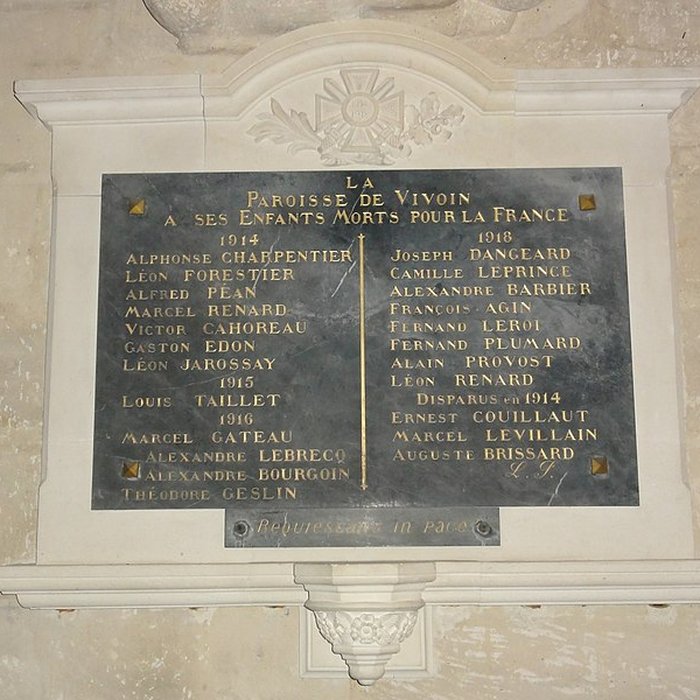 LA
PAROISSE DE VIVOIN
A SES ENFANTS MORTS POUR LA FRANCE
1914
ALPHONSE CHARPENTIER
LÉON FORESTIER
ALFRED PÉAN
MARCEL RENARD
VICTOR CAHOREAU
GASTON EDON
LÉON JAROSSAY
1915
LOUIS TAILLET
1916
MARCEL GATEAU
ALEXANDRE LEBRECQ
ALEXANDRE BOURGOIN
THÉODORE GESLIN
1918
JOSEPH DANGEARD
CAMILLE LEPRINCE
ALEXANDRE BARBIER
FRANÇOIS AGIN
FERNAND LEROI
FERNAND PLUMARD
ALAIN PROVOST
LÉON RENARD
DISPARUS en 1914
ERNEST COUILLAUT
MARCEL LEVILLAIN
AUGUSTE BRISSARD
REQUIESCANT IN PACE